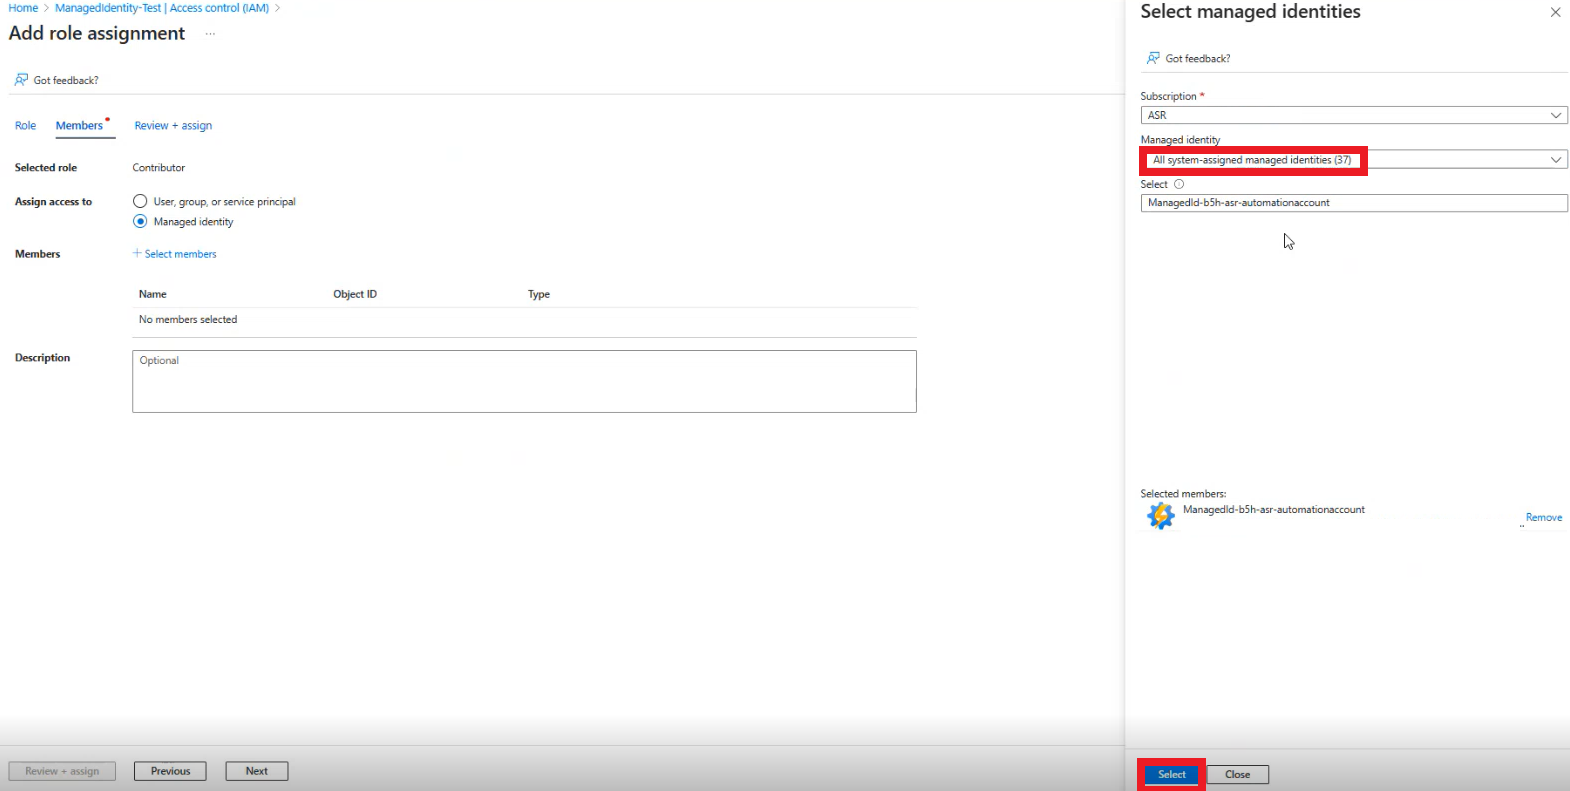 Home > ManagedIdentity-Test | Access control (IAM) >
Add role assignment ...
Got feedback?
Role Members Review + assign
Selected role Contributor
Assign access to User, group, or service principal
Managed identity
Members + Select members
Name Object ID Type
No members selected
Description Optional
Review + assign Previous Next
Select managed identities
Got feedback?
Subscription *
ASR
Managed identity
All system-assigned managed identities (37)
Select
ManagedId-b5h-asr-automationaccount
Selected members:
ManagedId-b5h-asr-automationaccount
Remove
Select Close